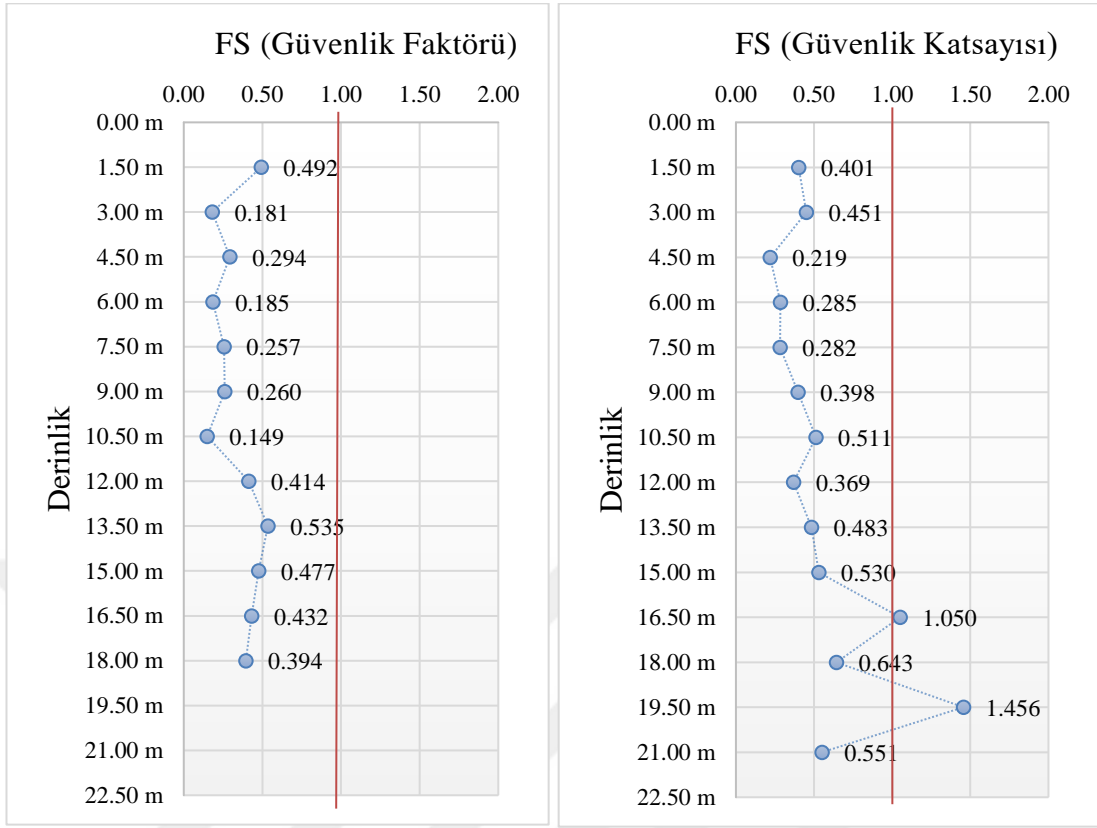 FS (Güvenlik Faktörü)
0.00 0.50 1.00 1.50 2.00
Derinlik
0.00 m
1.50 m 0.492
3.00 m 0.181
4.50 m 0.294
6.00 m 0.185
7.50 m 0.257
9.00 m 0.260
10.50 m 0.149
12.00 m 0.414
13.50 m 0.535
15.00 m 0.477
16.50 m 0.432
18.00 m 0.394
19.50 m
21.00 m
22.50 m
FS (Güvenlik Katsayısı)
0.00 0.50 1.00 1.50 2.00
Derinlik
0.00 m
1.50 m 0.401
3.00 m 0.451
4.50 m 0.219
6.00 m 0.285
7.50 m 0.282
9.00 m 0.398
10.50 m 0.511
12.00 m 0.369
13.50 m 0.483
15.00 m 0.530
16.50 m 1.050
18.00 m 0.643
19.50 m 1.456
21.00 m 0.551
22.50 m